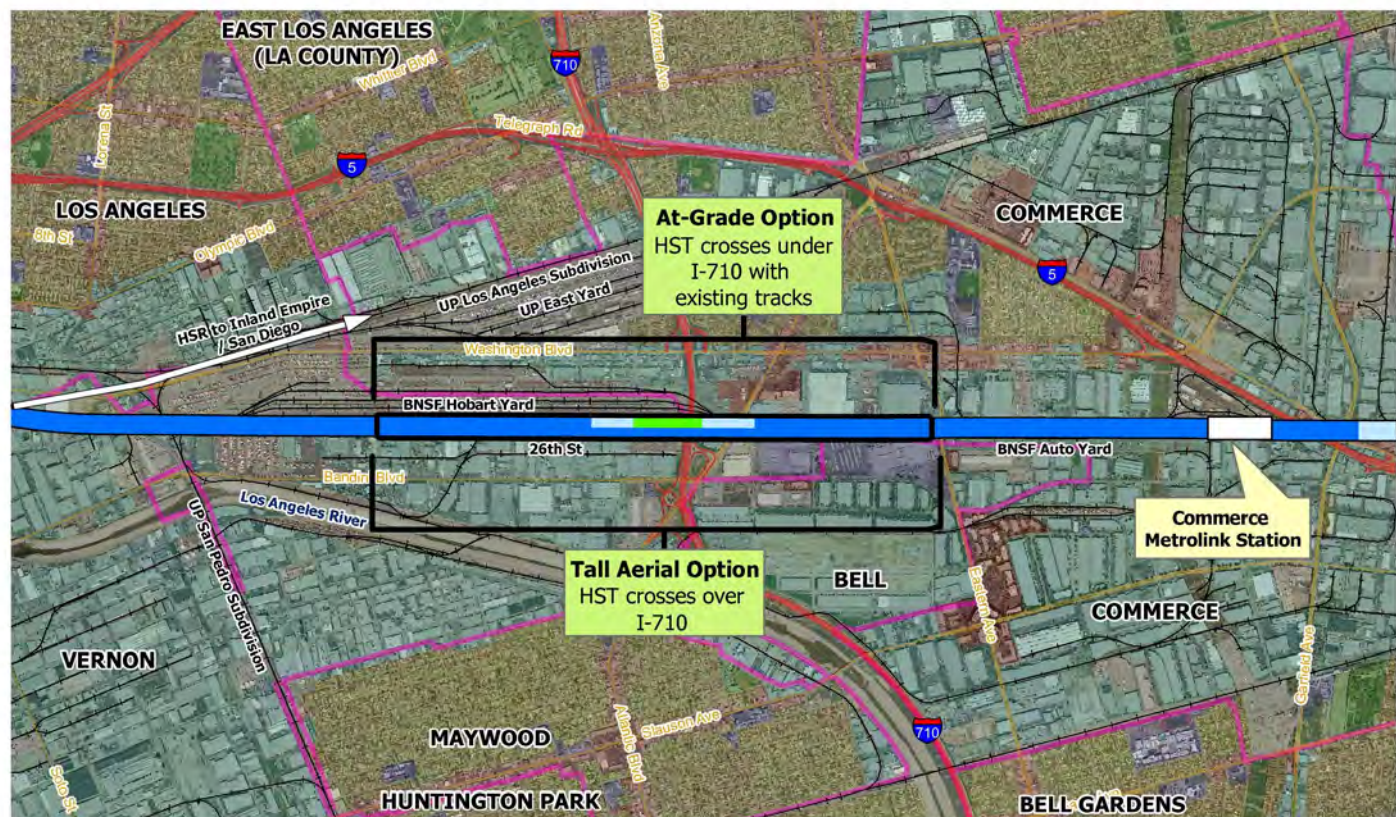 EAST LOS ANGELES
(LA COUNTY)
Whittier Blvd
710
Arizona Ave
Lorena St
Telegraph Rd
5
LOS ANGELES
8th St
Olympic Blvd
COMMERCE
At-Grade Option
HST crosses under
I-710 with
existing tracks
5
UP Los Angeles Subdivision
UP East Yard
HSR to Inland Empire
/ San Diego
Washington Blvd
BNSF Hobart Yard
26th St
BNSF Auto Yard
Bandini Blvd
Los Angeles River
UP San Pedro Subdivision
Commerce
Metrolink Station
Tall Aerial Option
HST crosses over
I-710
BELL
Eastern Ave
COMMERCE
Garfield Ave
VERNON
Atlantic Blvd
Slauson Ave
710
MAYWOOD
Soto St
HUNTINGTON PARK
BELL GARDENS